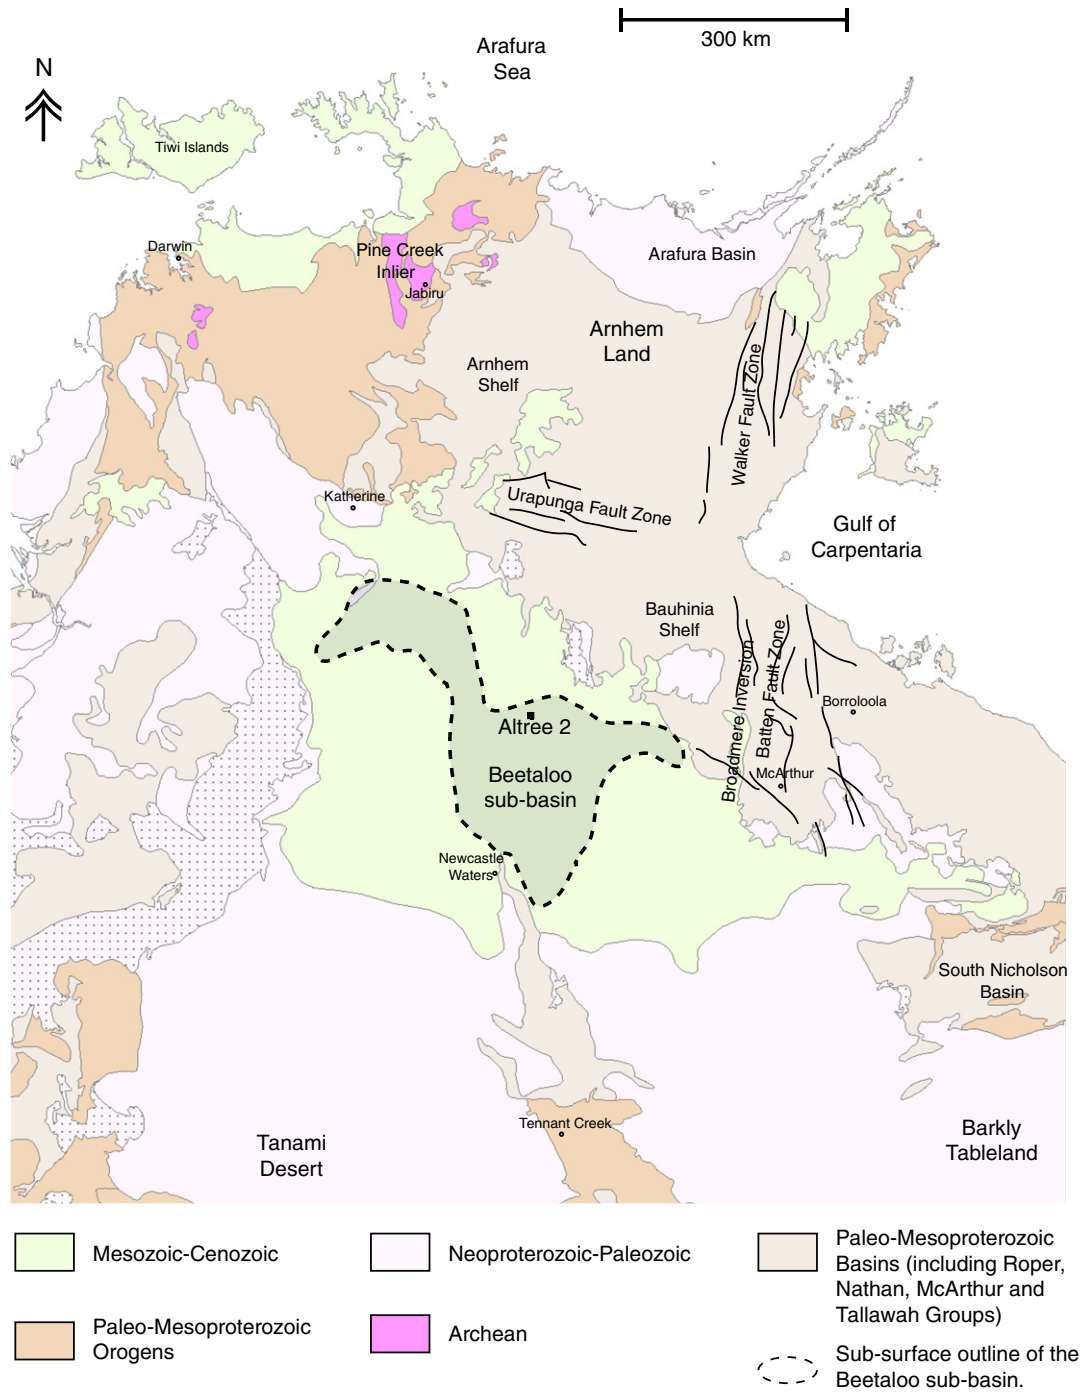 300 km
Arafura
Sea
N
Tiwi Islands
Darwin
Pine Creek
Inlier
Jabiru
Arafura Basin
Arnhem
Land
Arnhem
Shelf
Walker Fault Zone
Katherine
Urapunga Fault Zone
Gulf of
Carpentaria
Bauhinia
Shelf
Broadmere Inversion
Batten Fault Zone
Borroloola
Altree 2
McArthur
Beetaloo
sub-basin
Newcastle
Waters
South Nicholson
Basin
Tennant Creek
Tanami
Desert
Barkly
Tableland
Mesozoic-Cenozoic
Neoproterozoic-Paleozoic
Paleo-Mesoproterozoic
Basins (including Roper,
Nathan, McArthur and
Tallawah Groups)
Paleo-Mesoproterozoic
Orogens
Archean
Sub-surface outline of the
Beetaloo sub-basin.